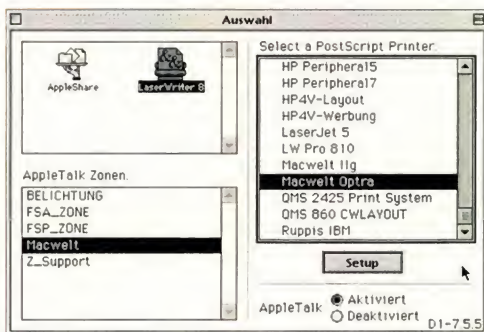 Auswahl
AppleShare
LaserWriter 8
AppleTalk Zonen.
BELICHTUNG
FSA_ZONE
FSP_ZONE
Macwelt
Z_Support
Select a PostScript Printer.
HP Peripheral5
HP Peripheral7
HP4V-Layout
HP4V-Werbung
LaserJet 5
LW Pro 810
Macwelt IIg
Macwelt Optra
QMS 2425 Print System
QMS 860 CWLAYOUT
Ruppis IBM
Setup
AppleTalk
Aktiviert
Deaktiviert
D1-7.5.5